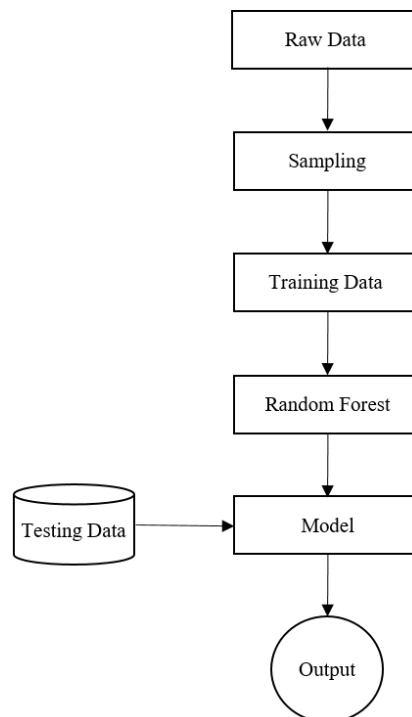 Raw Data
Sampling
Training Data
Random Forest
Testing Data
Model
Output